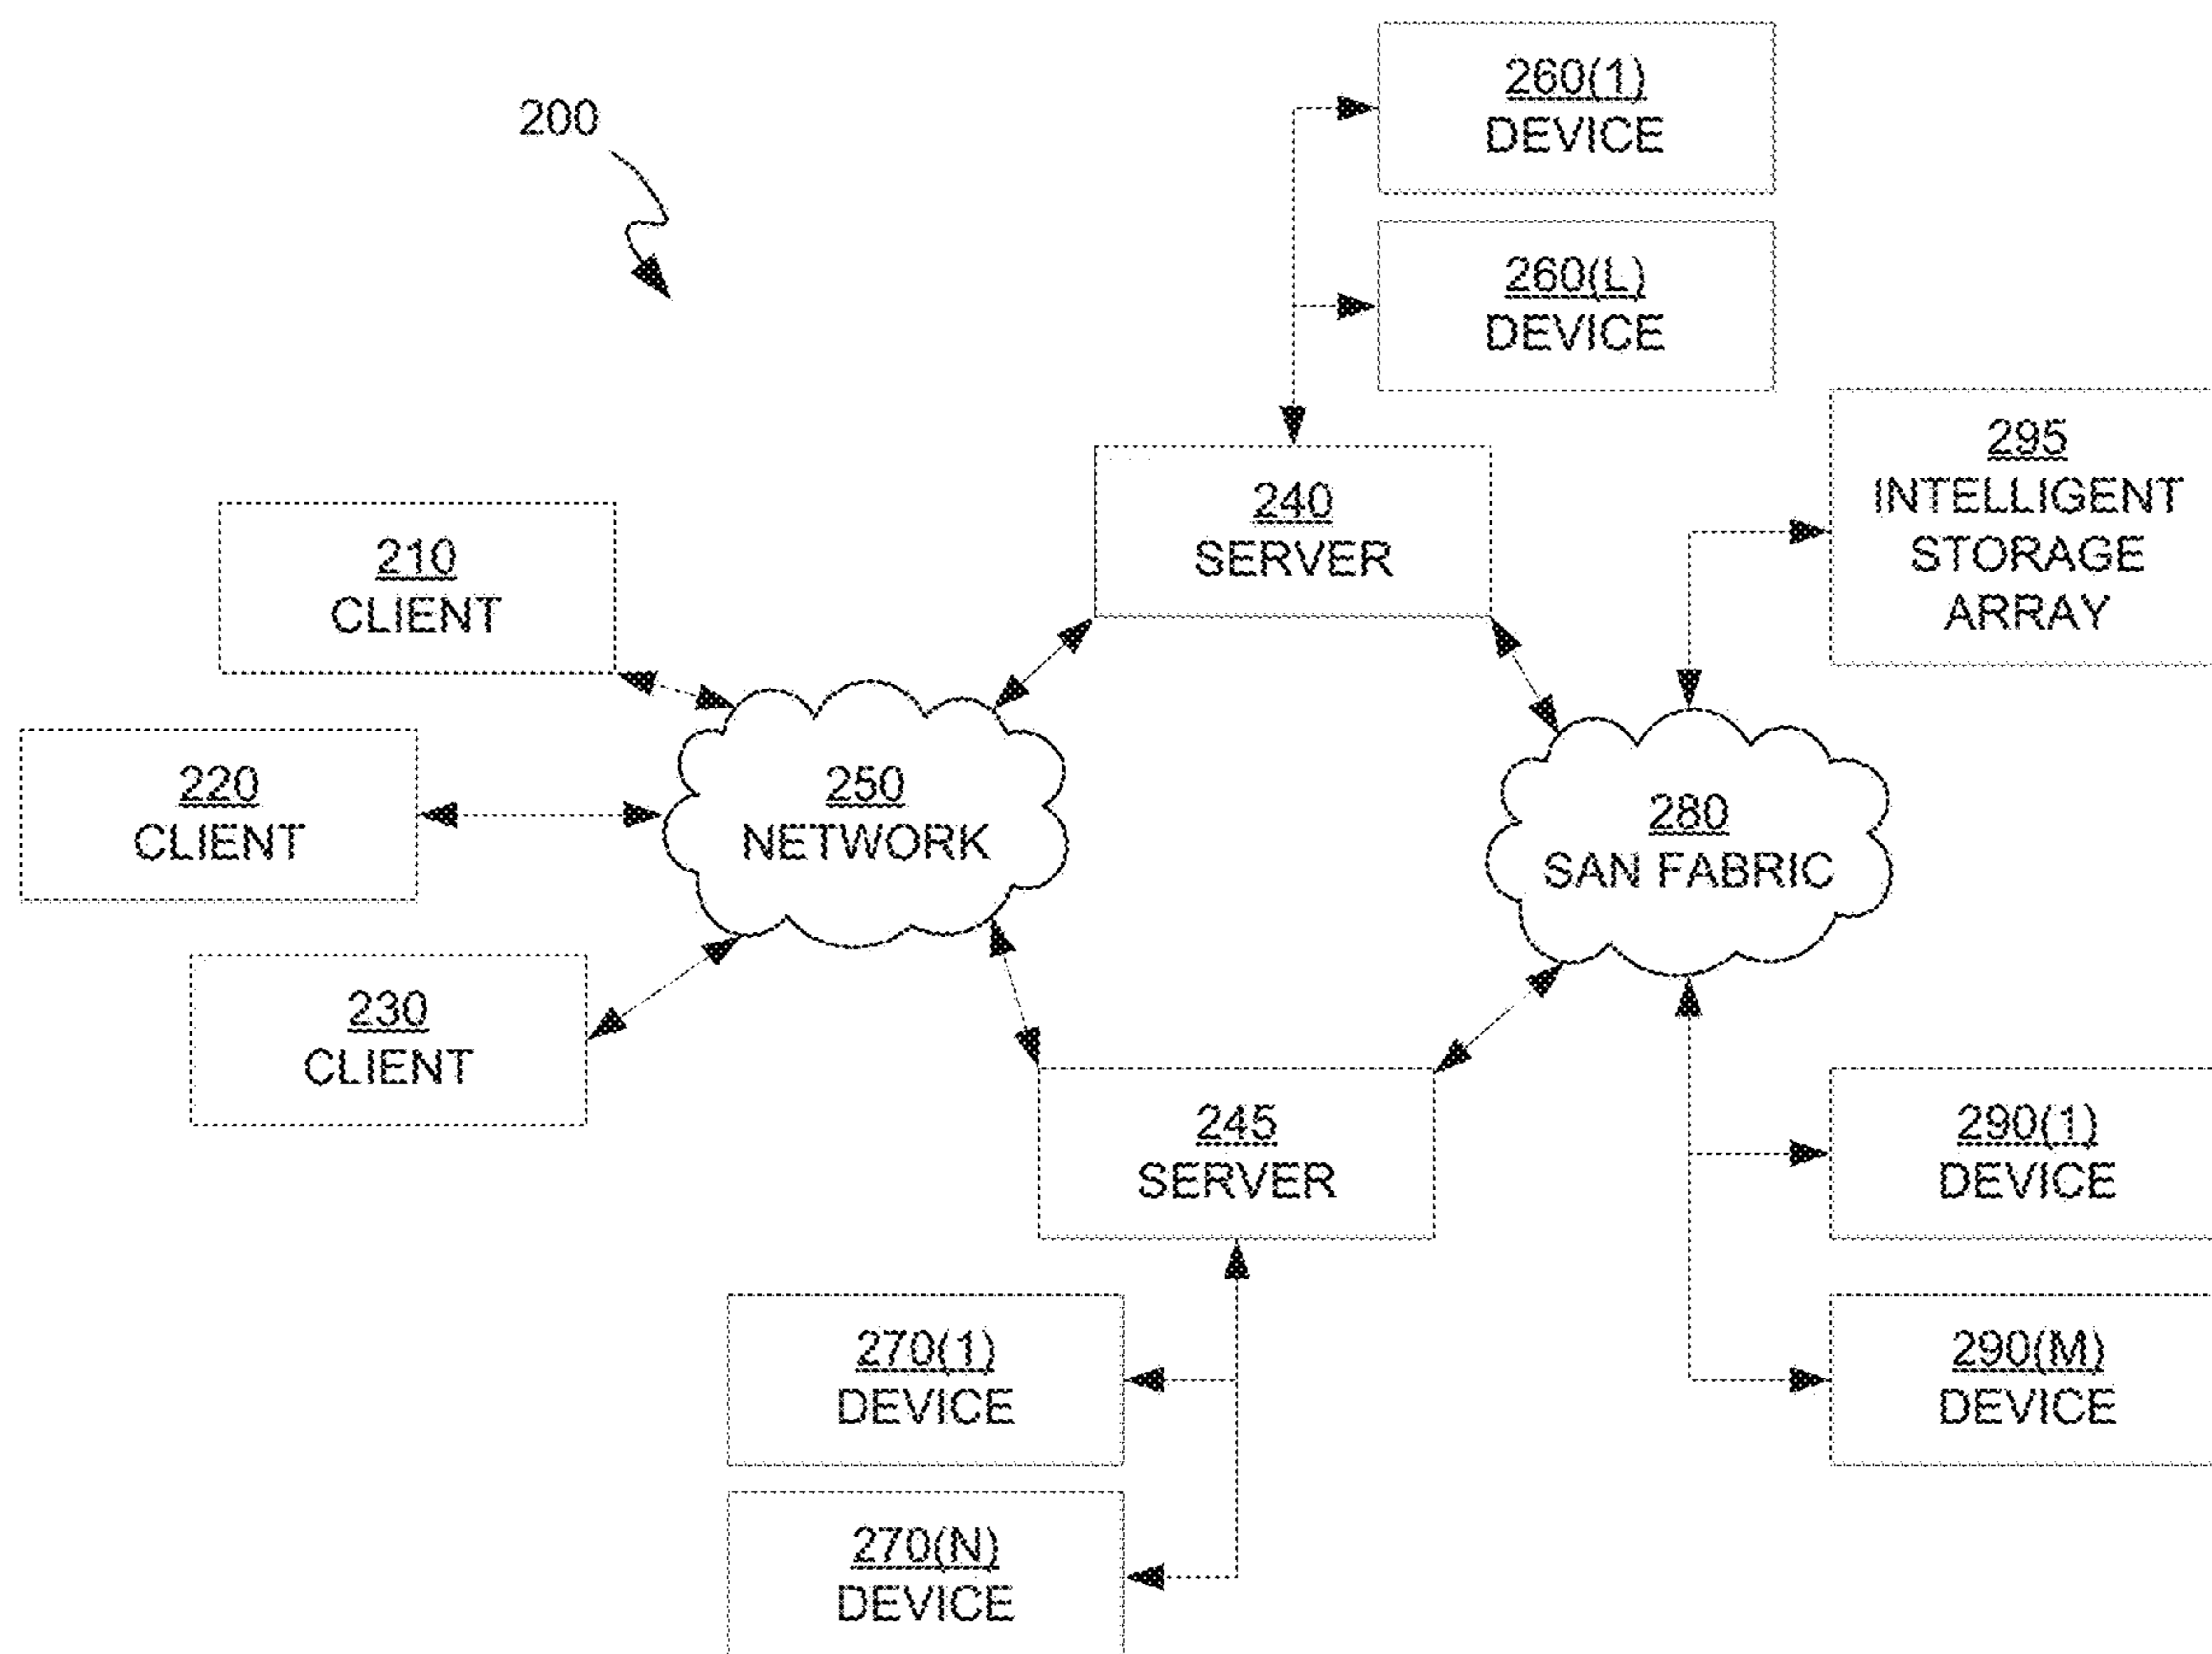 200
260(1)
DEVICE
260(L)
DEVICE
240
SERVER
295
INTELLIGENT
STORAGE
ARRAY
210
CLIENT
220
CLIENT
250
NETWORK
280
SAN FABRIC
230
CLIENT
245
SERVER
290(1)
DEVICE
270(1)
DEVICE
290(M)
DEVICE
270(N)
DEVICE